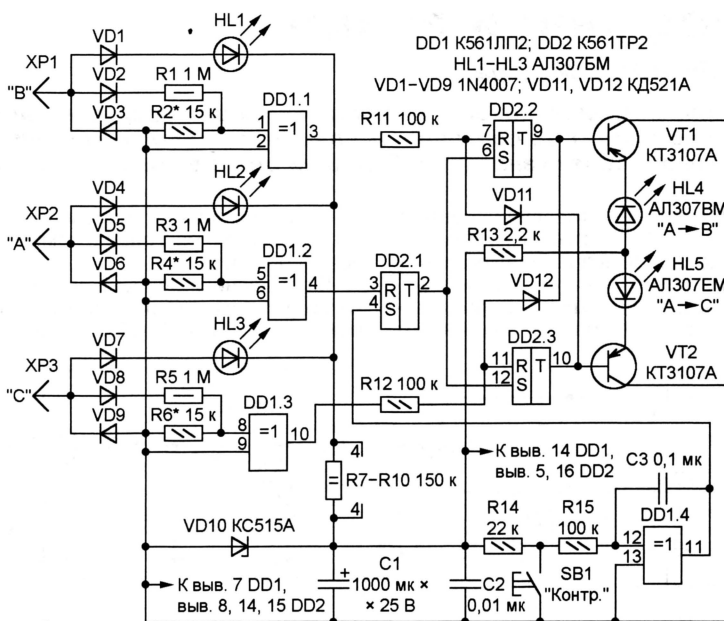 DD1 К561ЛП2; DD2 К561ТР2
HL1-HL3 АЛ307БМ
VD1-VD9 1N4007; VD11, VD12 КД521А
XP1
"B"
VD1
HL1
VD2
R1 1 М
VD3
R2* 15 к
DD1.1
1
2
=1
3
R11 100 к
DD2.2
7
6
R
S
T
9
VT1
КТ3107А
VD4
HL2
XP2
"A"
VD5
R3 1 М
VD6
R4* 15 к
DD1.2
5
6
=1
4
DD2.1
3
4
R
S
T
2
VD11
R13 2,2 к
VD12
HL4
АЛ307ВМ
"A→B"
HL5
АЛ307ЕМ
"A→C"
VD7
HL3
XP3
"C"
VD8
R5 1 М
VD9
R6* 15 к
DD1.3
8
9
=1
10
R12 100 к
DD2.3
11
12
R
S
T
10
VT2
КТ3107А
4
R7-R10 150 к
4
К выв. 14 DD1,
выв. 5, 16 DD2
C3 0,1 мк
VD10 КС515А
R14
22 к
R15
100 к
DD1.4
12
13
=1
11
К выв. 7 DD1,
выв. 8, 14, 15 DD2
+
C1
1000 мк ×
× 25 В
C2
0,01 мк
SB1
"Контр."